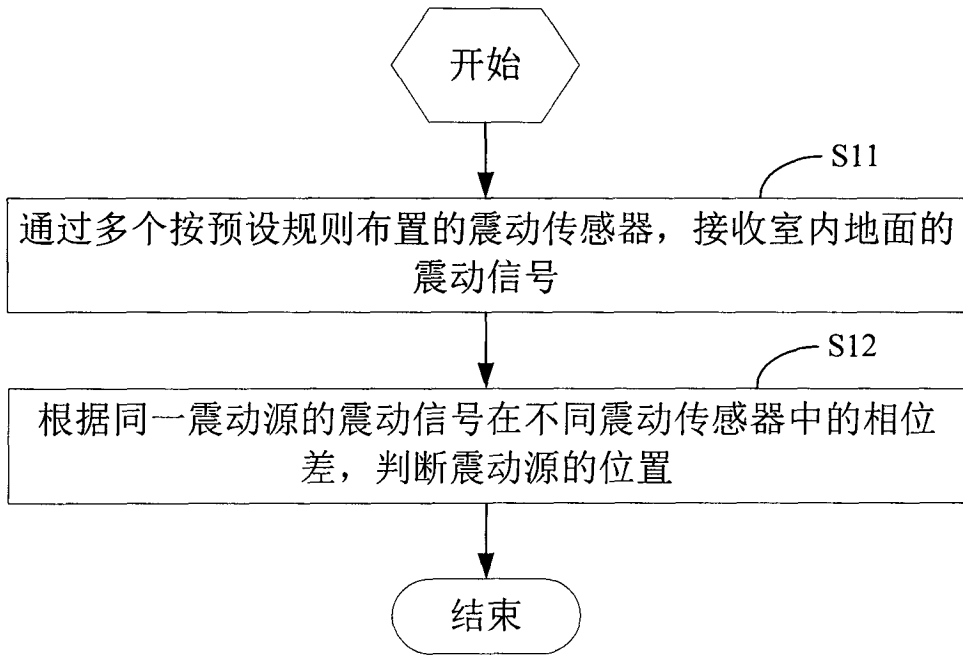 开始
S11
通过多个按预设规则布置的震动传感器，接收室内地面的
震动信号
S12
根据同一震动源的震动信号在不同震动传感器中的相位
差，判断震动源的位置
结束